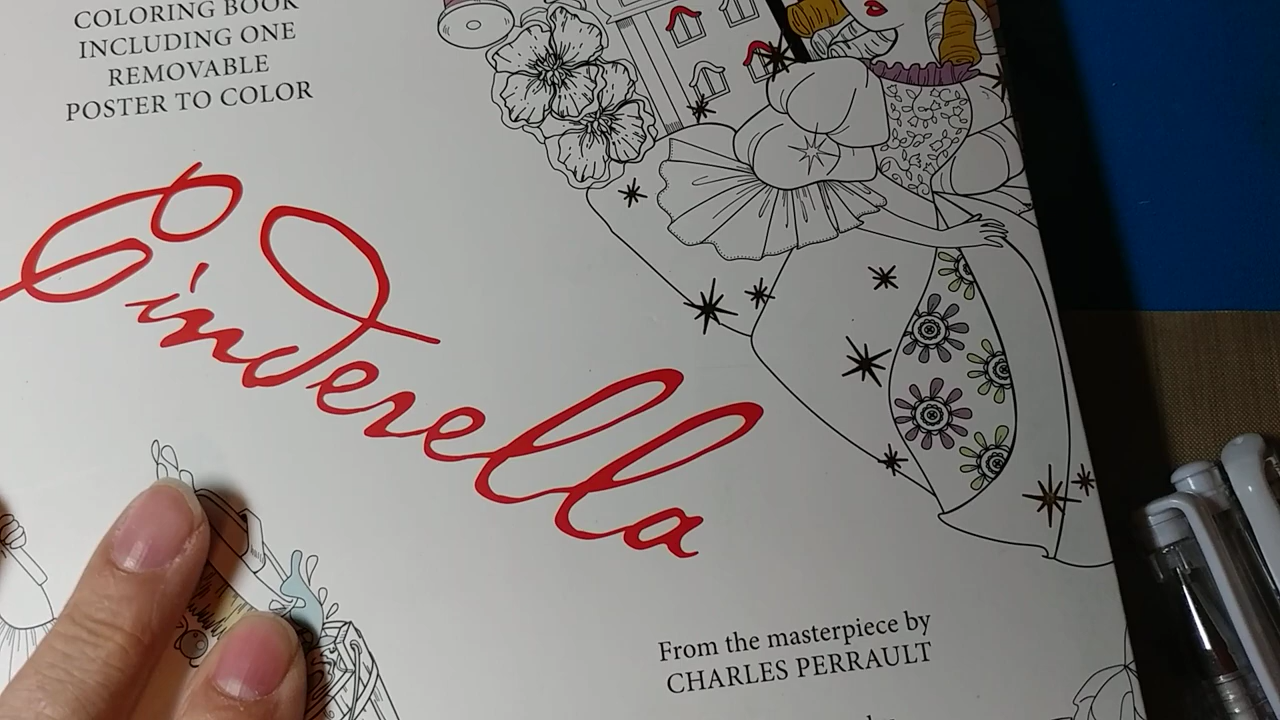 COLORING BOOK
INCLUDING ONE
REMOVABLE
POSTER TO COLOR
Cinderella
From the masterpiece by
CHARLES PERRAULT